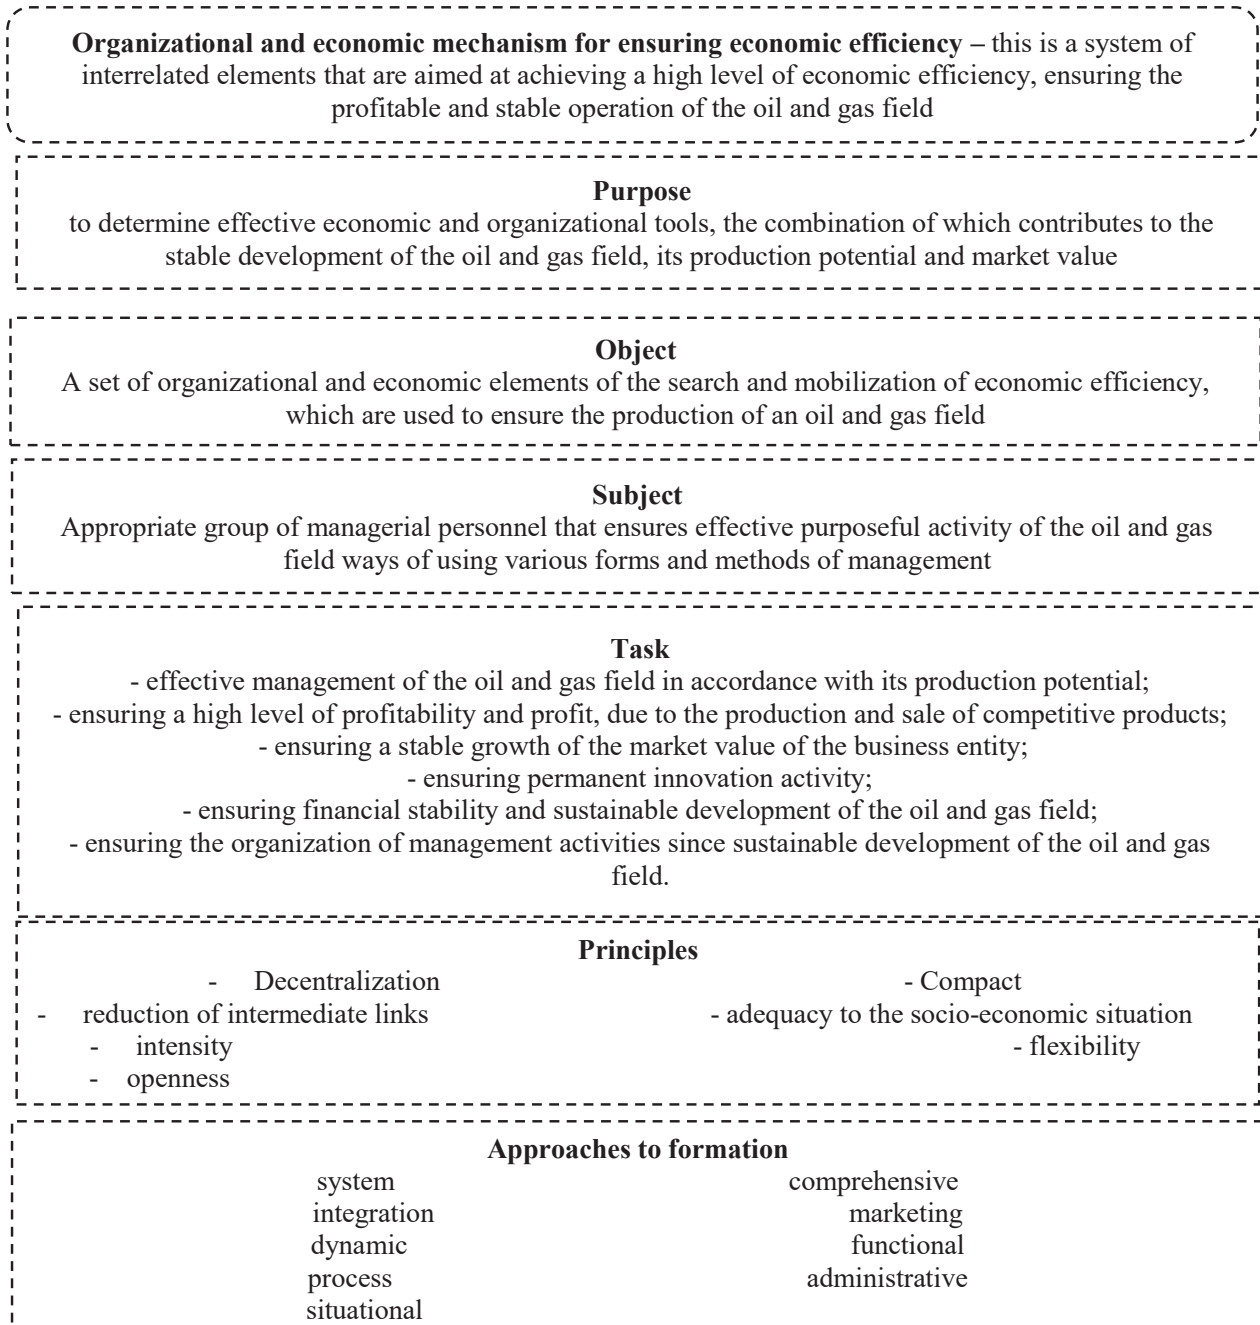 Organizational and economic mechanism for ensuring economic efficiency – this is a system of
interrelated elements that are aimed at achieving a high level of economic efficiency, ensuring the
profitable and stable operation of the oil and gas field
Purpose
to determine effective economic and organizational tools, the combination of which contributes to the
stable development of the oil and gas field, its production potential and market value
Object
A set of organizational and economic elements of the search and mobilization of economic efficiency,
which are used to ensure the production of an oil and gas field
Subject
Appropriate group of managerial personnel that ensures effective purposeful activity of the oil and gas
field ways of using various forms and methods of management
Task
- effective management of the oil and gas field in accordance with its production potential;
- ensuring a high level of profitability and profit, due to the production and sale of competitive products;
- ensuring a stable growth of the market value of the business entity;
- ensuring permanent innovation activity;
- ensuring financial stability and sustainable development of the oil and gas field;
- ensuring the organization of management activities since sustainable development of the oil and gas
field.
Principles
- Decentralization
- reduction of intermediate links
- intensity
- openness
- Compact
- adequacy to the socio-economic situation
- flexibility
Approaches to formation
system
integration
dynamic
process
situational
comprehensive
marketing
functional
administrative